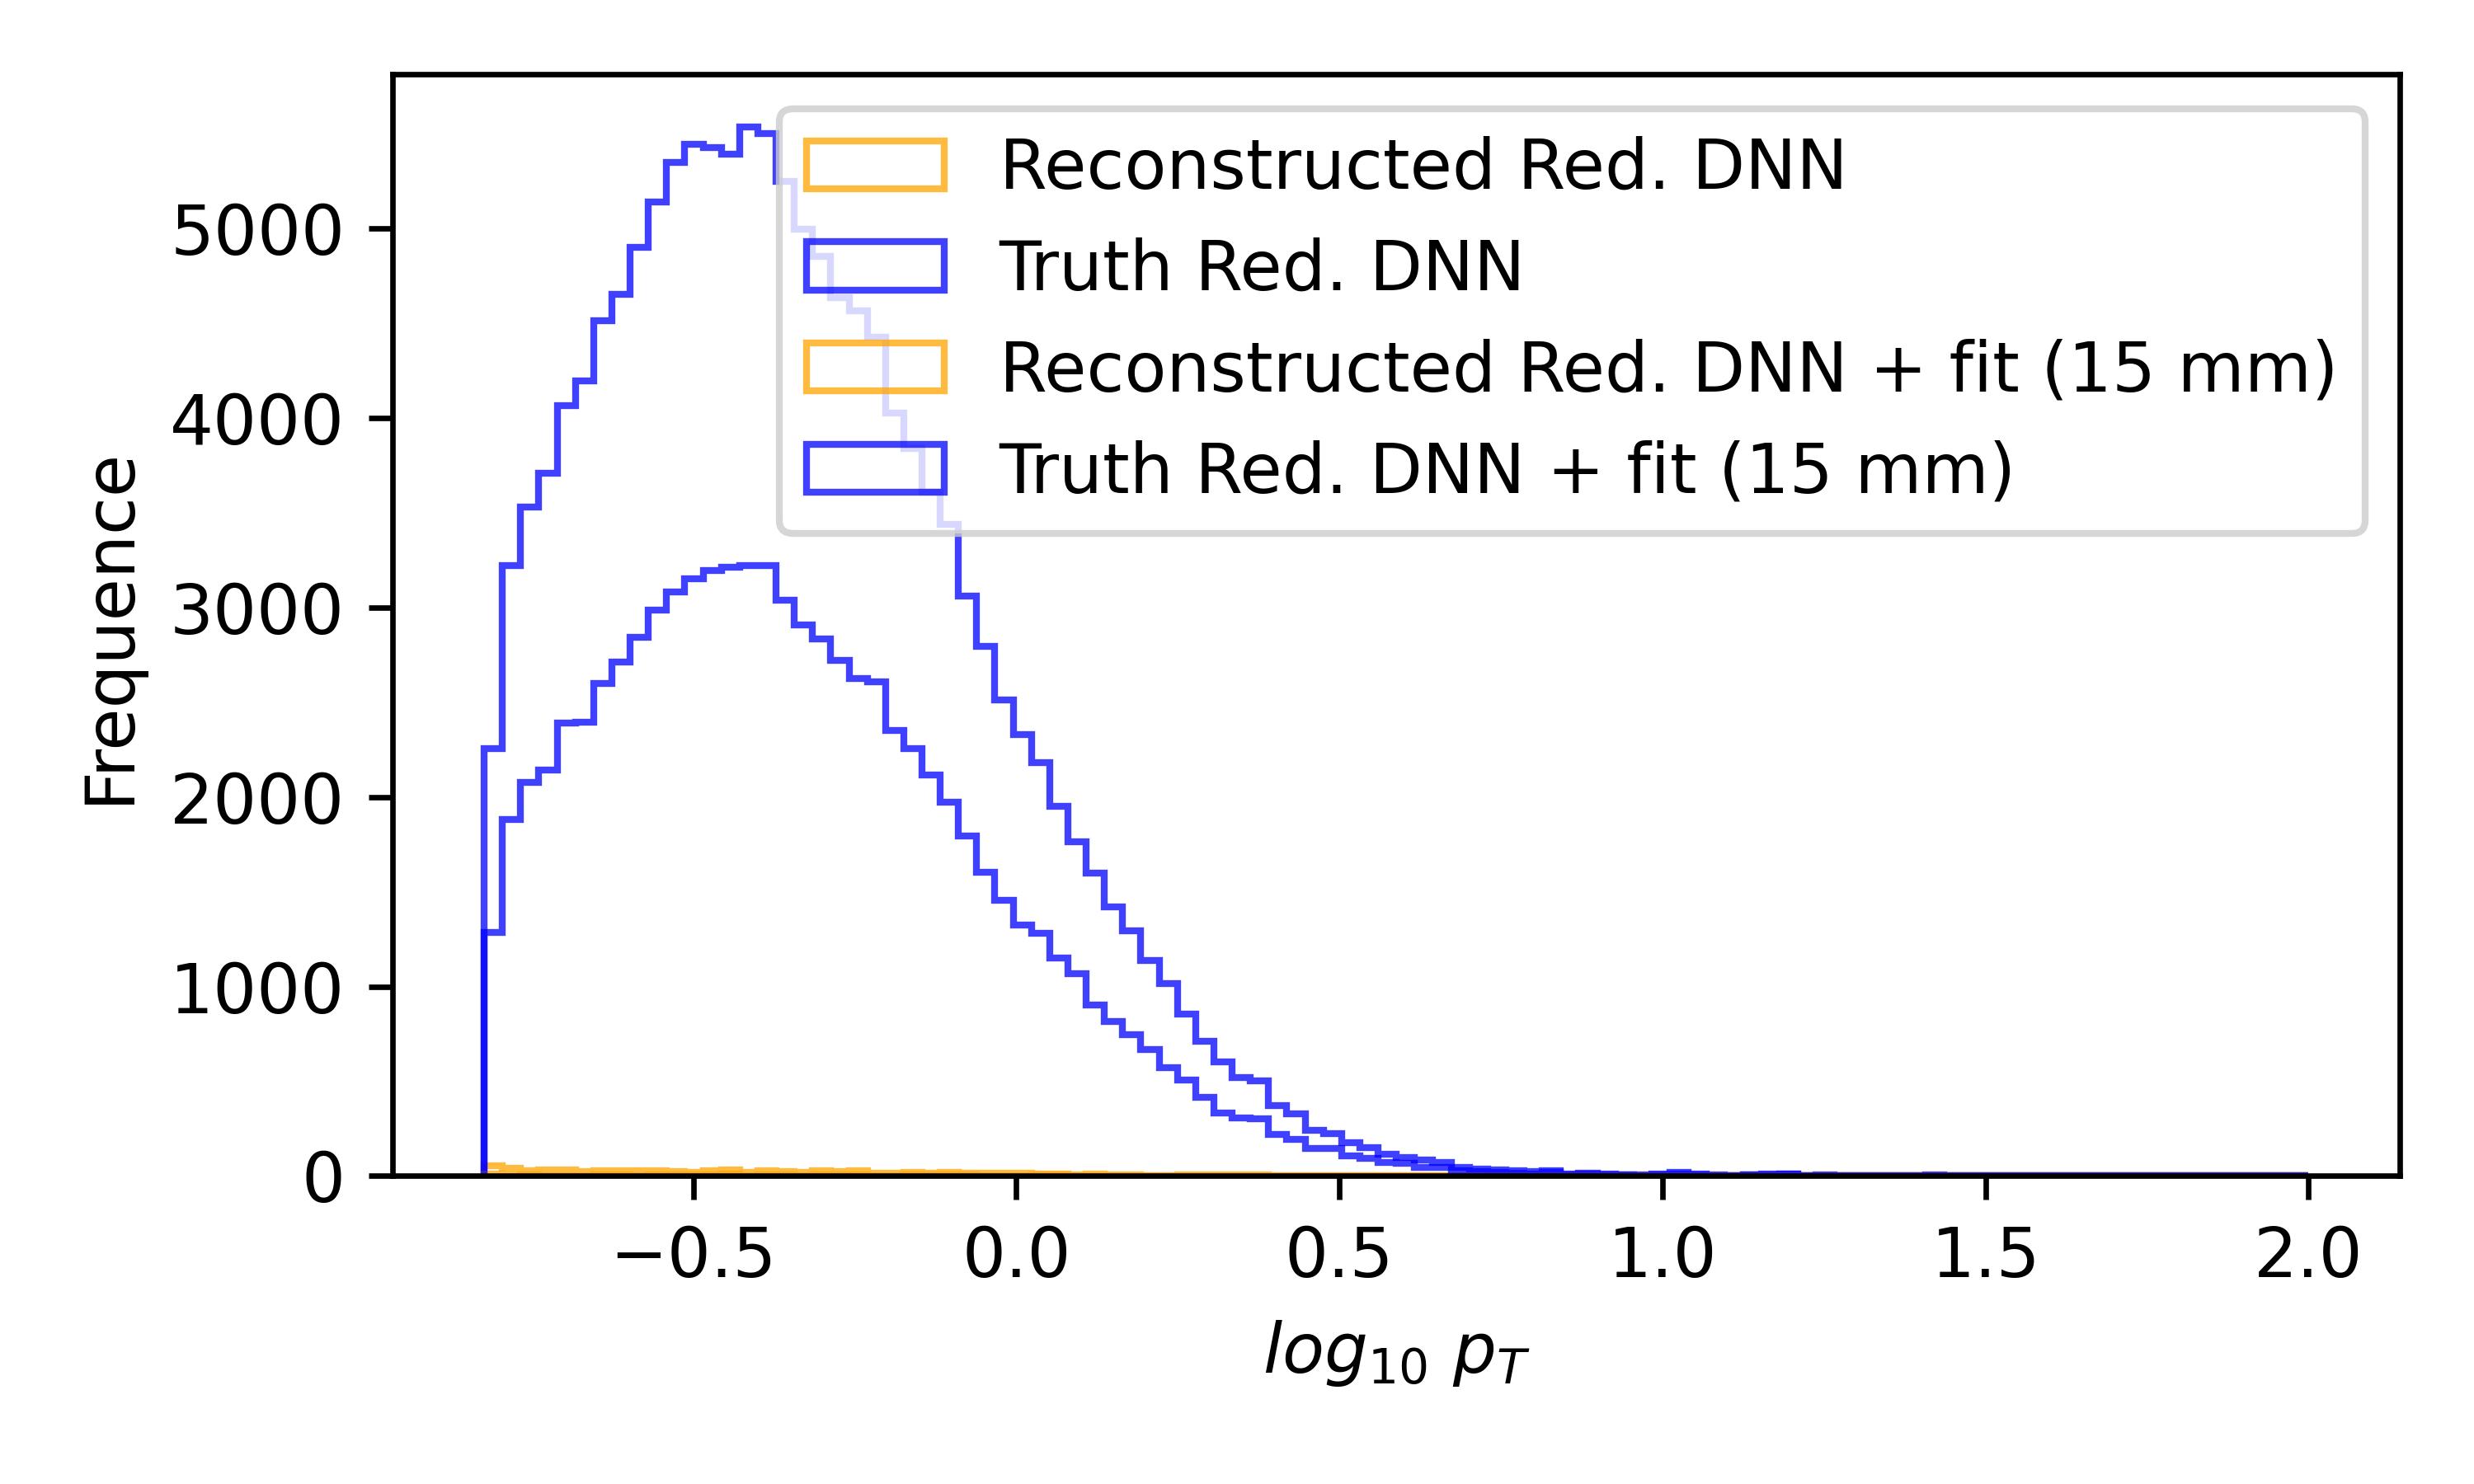 Reconstructed Red. DNN
Truth Red. DNN
Reconstructed Red. DNN + fit (15 mm)
Truth Red. DNN + fit (15 mm)
Frequence
5000
4000
3000
2000
1000
0
−0.5
0.0
0.5
1.0
1.5
2.0
log₁₀ p_T